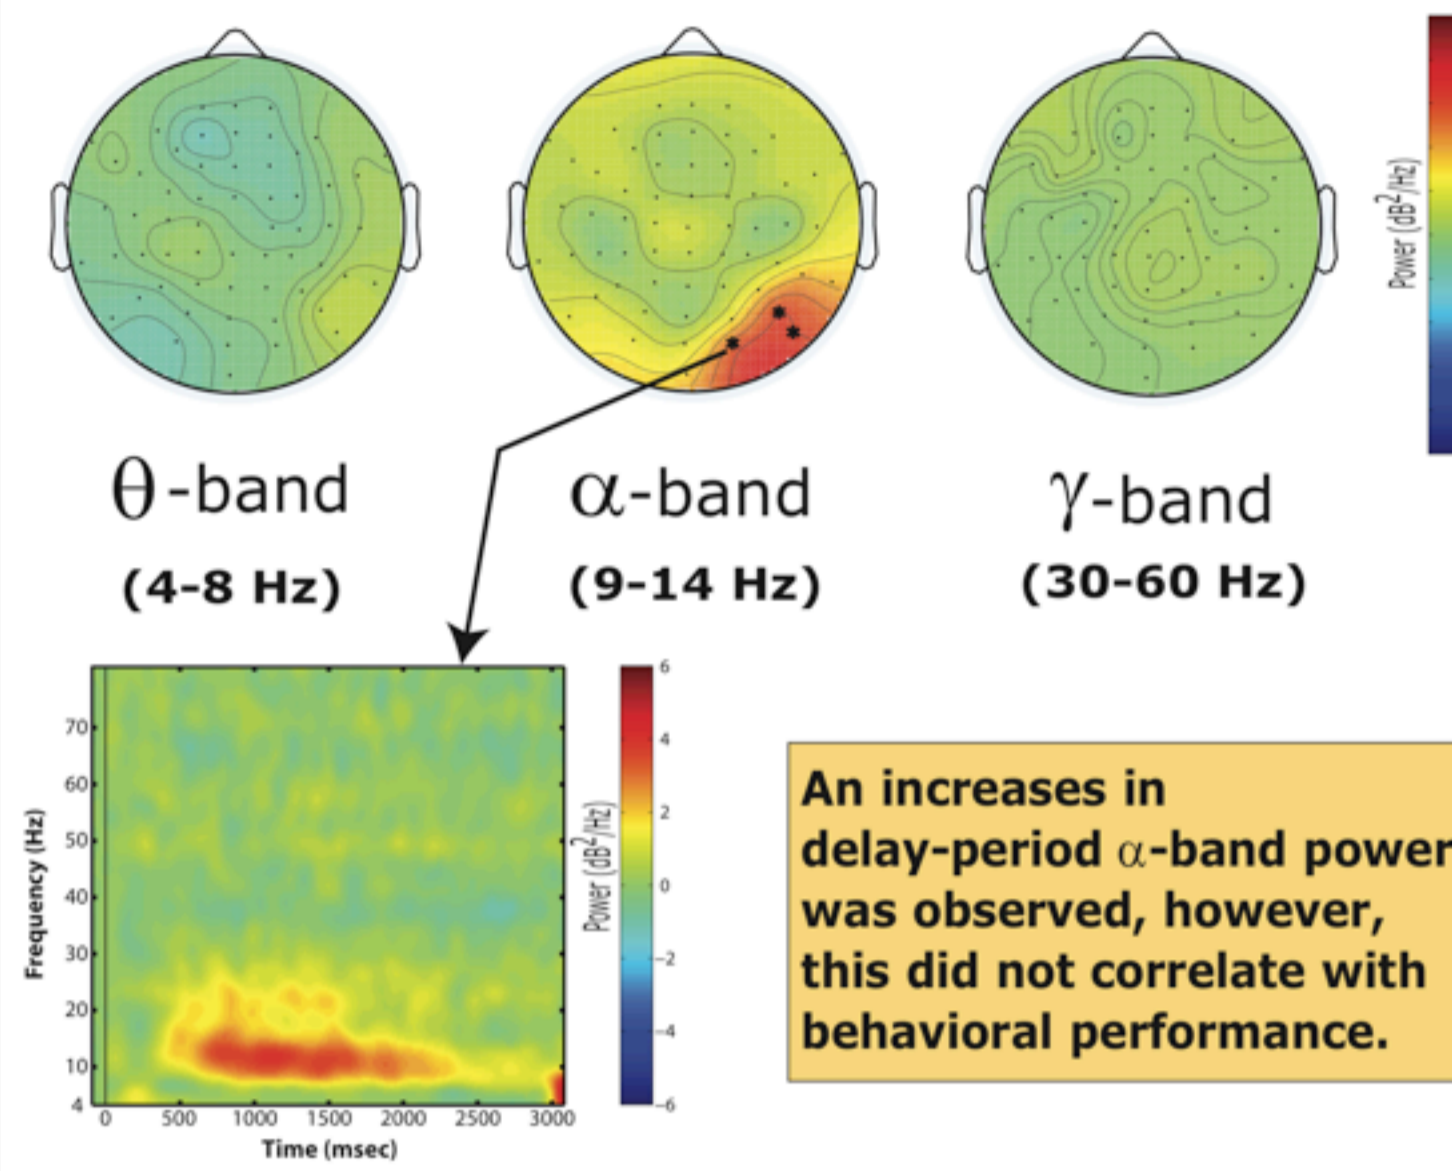 Power (dB²/Hz)
θ-band
α-band
γ-band
(4-8 Hz)
(9-14 Hz)
(30-60 Hz)
Frequency (Hz)
70
60
50
40
30
20
10
4
0
500
1000
1500
2000
2500
3000
Time (msec)
Power (dB²/Hz)
6
4
2
0
−2
−4
−6
An increases in
delay-period α-band power
was observed, however,
this did not correlate with
behavioral performance.